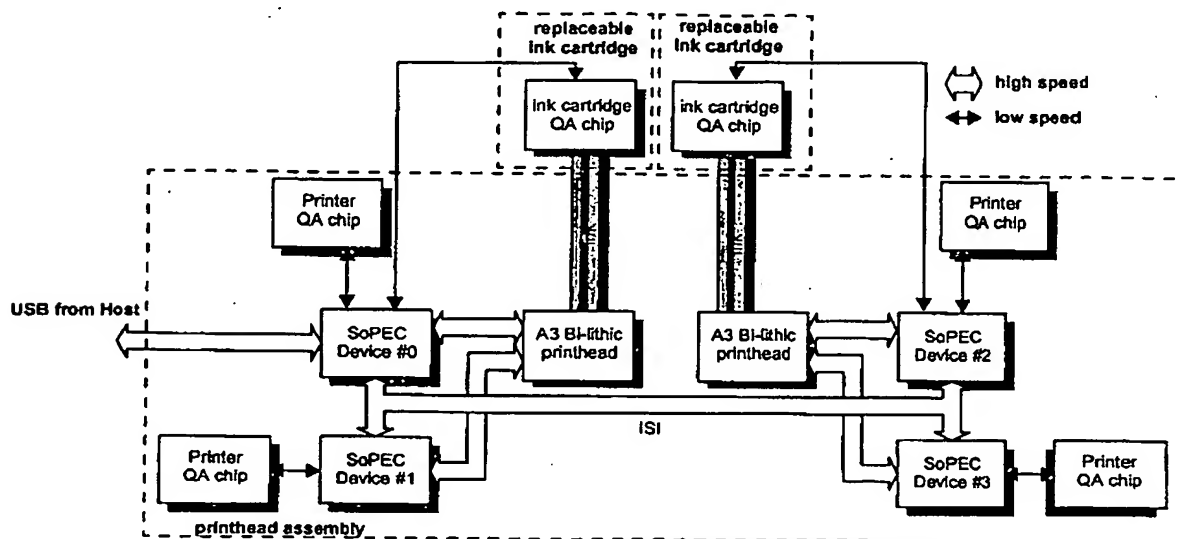 replaceable
ink cartridge
replaceable
ink cartridge
ink cartridge
QA chip
ink cartridge
QA chip
high speed
low speed
Printer
QA chip
Printer
QA chip
USB from Host
SoPEC
Device #0
A3 Bi-lithic
printhead
A3 Bi-lithic
printhead
SoPEC
Device #2
ISI
Printer
QA chip
SoPEC
Device #1
SoPEC
Device #3
Printer
QA chip
printhead assembly